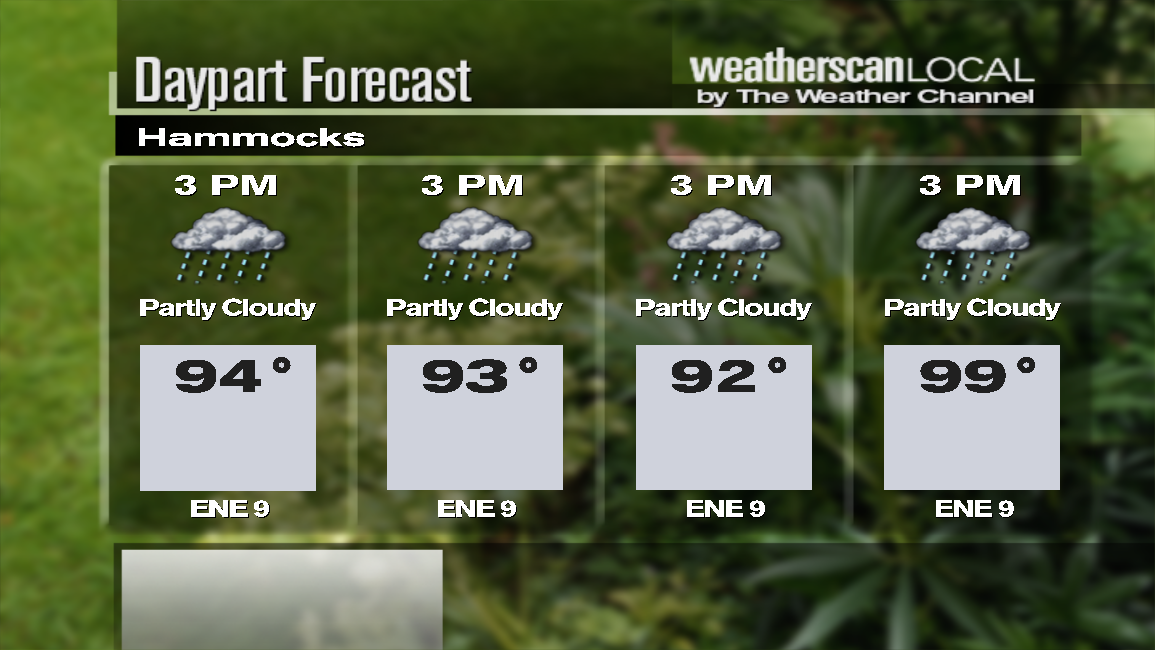 Daypart Forecast
weatherscanLOCAL
by The Weather Channel
Hammocks
3 PM 3 PM 3 PM 3 PM
Partly Cloudy Partly Cloudy Partly Cloudy Partly Cloudy
94° 93° 92° 99°
ENE 9 ENE 9 ENE 9 ENE 9